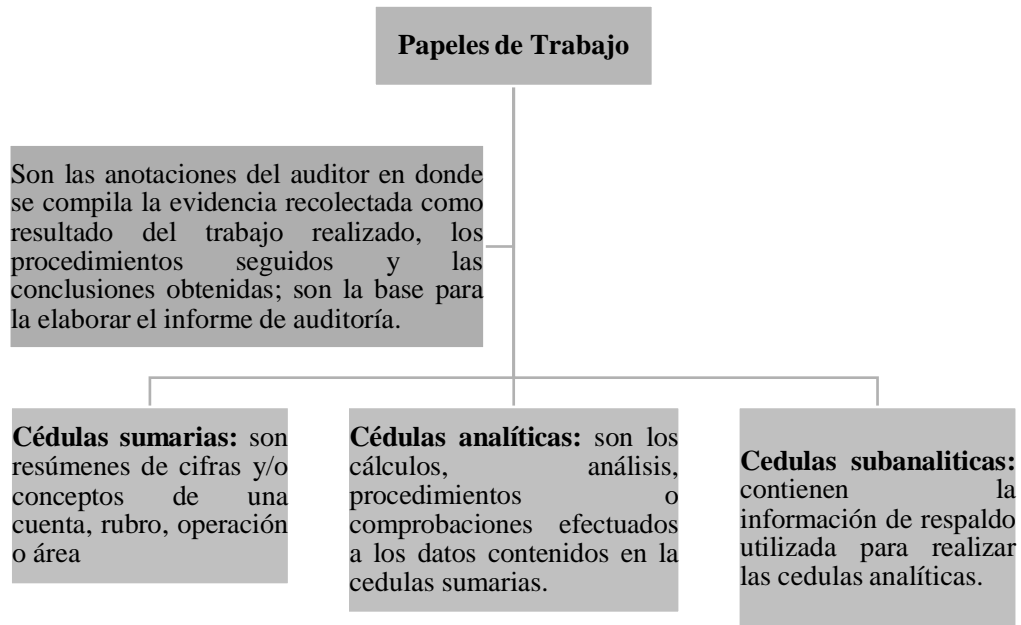 Papeles de Trabajo
Son las anotaciones del auditor en donde
se compila la evidencia recolectada como
resultado del trabajo realizado, los
procedimientos seguidos y las
conclusiones obtenidas; son la base para
la elaborar el informe de auditoría.
Cédulas sumarias: son
resúmenes de cifras y/o
conceptos de una
cuenta, rubro, operación
o área
Cédulas analíticas: son los
cálculos, análisis,
procedimientos o
comprobaciones efectuados
a los datos contenidos en la
cedulas sumarias.
Cedulas subanaliticas:
contienen la
información de respaldo
utilizada para realizar
las cedulas analíticas.